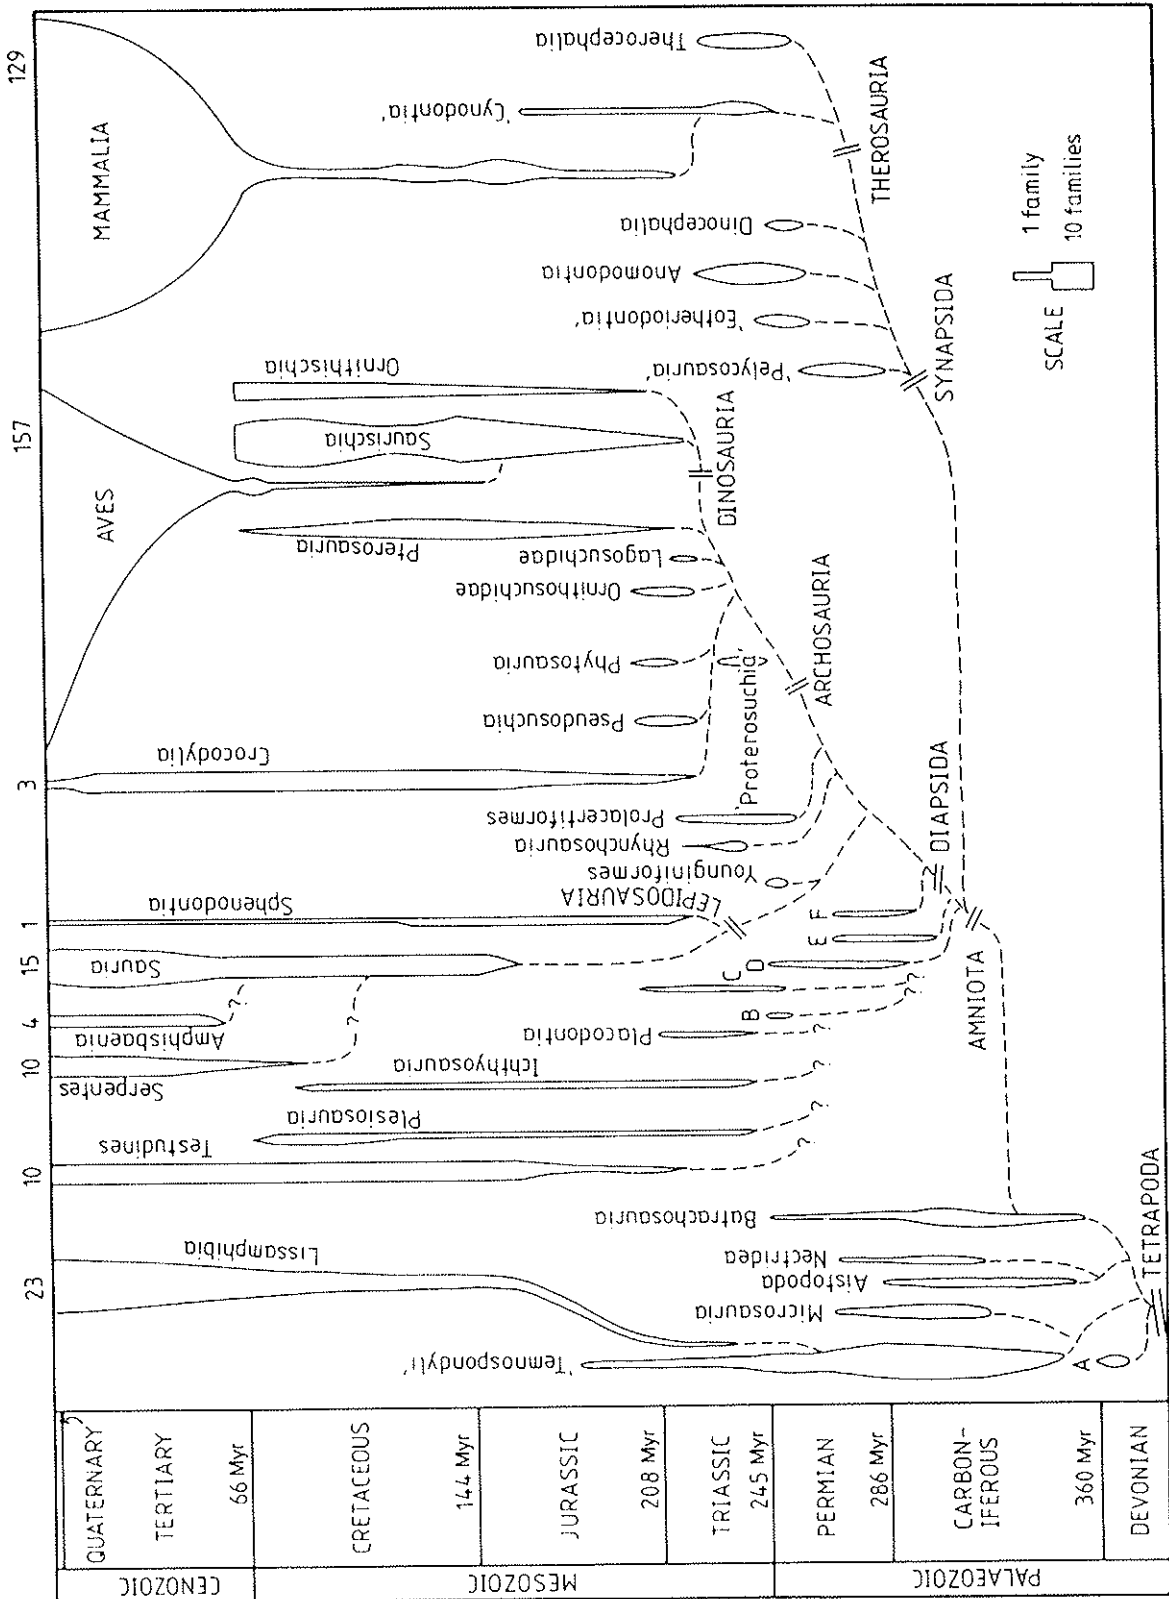 23
10
10
4
15
1
3
157
129
CENOZOIC
QUATERNARY
TERTIARY
66 Myr
MESOZOIC
CRETACEOUS
144 Myr
JURASSIC
208 Myr
TRIASSIC
245 Myr
PALAEOZOIC
PERMIAN
286 Myr
CARBON-
IFEROUS
360 Myr
DEVONIAN
'Temnospondyli'
A
Microsauria
Aistopoda
Nectridea
Batrachosauria
Lissamphibia
TETRAPODA
Testudines
?
Plesiosauria
?
Ichthyosauria
?
Placodontia
?
Serpentes
?
Amphisbaenia
?
Sauria
Sphenodontia
LEPIDOSAURIA
B
C
D
E
F
? ?
?
AMNIOTA
DIAPSIDA
Younginiformes
Rhynchosauria
Prolacertiformes
'Proterosuchia'
ARCHOSAURIA
Crocodylia
Pseudosuchia
Phytosauria
Ornithosuchidae
Lagosuchidae
Pterosauria
DINOSAURIA
AVES
Saurischia
Ornithischia
SYNAPSIDA
'Pelycosauria'
'Eotheriodontia'
Anomodontia
Dinocephalia
THEROSAURIA
'Cynodontia'
Therocephalia
MAMMALIA
SCALE
1 family
10 families